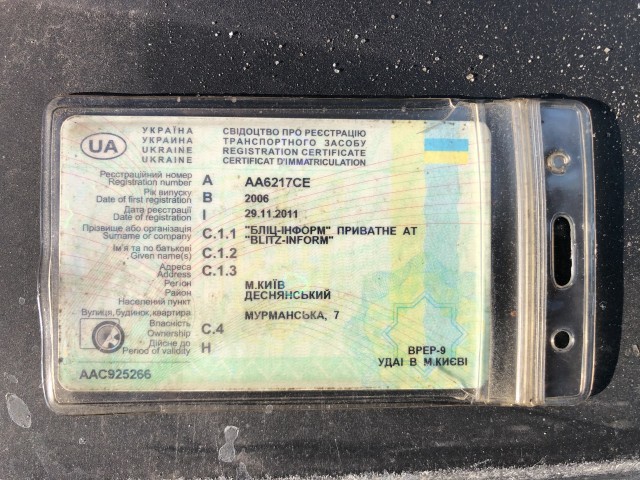 UA
УКРАЇНА
УКРАИНА
UKRAINE
UKRAINE
СВІДОЦТВО ПРО РЕЄСТРАЦІЮ
ТРАНСПОРТНОГО ЗАСОБУ
REGISTRATION CERTIFICATE
CERTIFICAT D'IMMATRICULATION
Реєстраційний номер
Registration number A AA6217CE
Рік випуску
Date of first registration B 2006
Дата реєстрації
Date of registration I 29.11.2011
Прізвище або організація
Surname or company C.1.1 "БЛІЦ-ІНФОРМ" ПРИВАТНЕ АТ
"BLITZ-INFORM"
Ім'я та по батькові
Given name(s) C.1.2
Адреса
Address C.1.3
Регіон М.КИЇВ
Район ДЕСНЯНСЬКИЙ
Населений пункт
Вулиця, будинок, квартира МУРМАНСЬКА, 7
Власність
Ownership C.4
Дійсне до
Period of validity H
ВРЕР-9
УДАІ В М.КИЄВІ
AAC925266